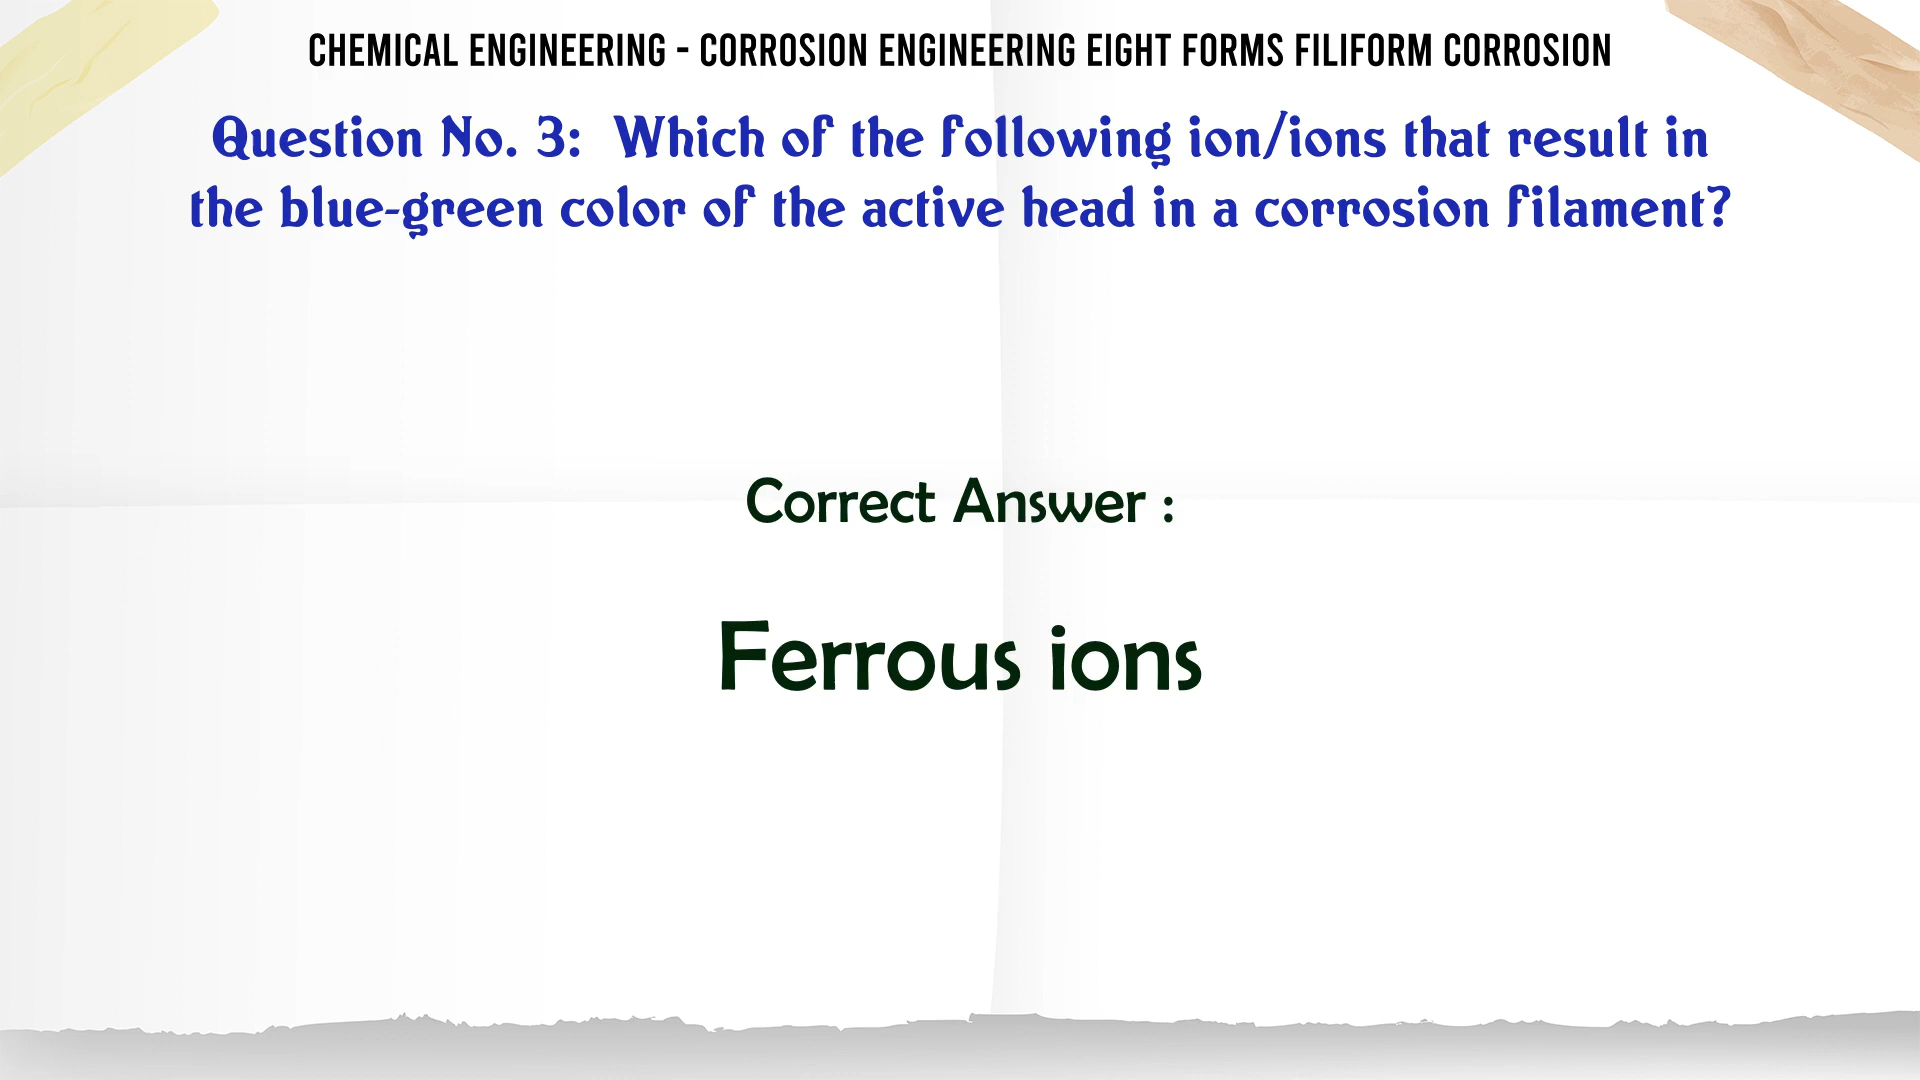 CHEMICAL ENGINEERING - CORROSION ENGINEERING EIGHT FORMS FILIFORM CORROSION
Question No. 3: Which of the following ion/ions that result in
the blue-green color of the active head in a corrosion filament?
Correct Answer :
Ferrous ions